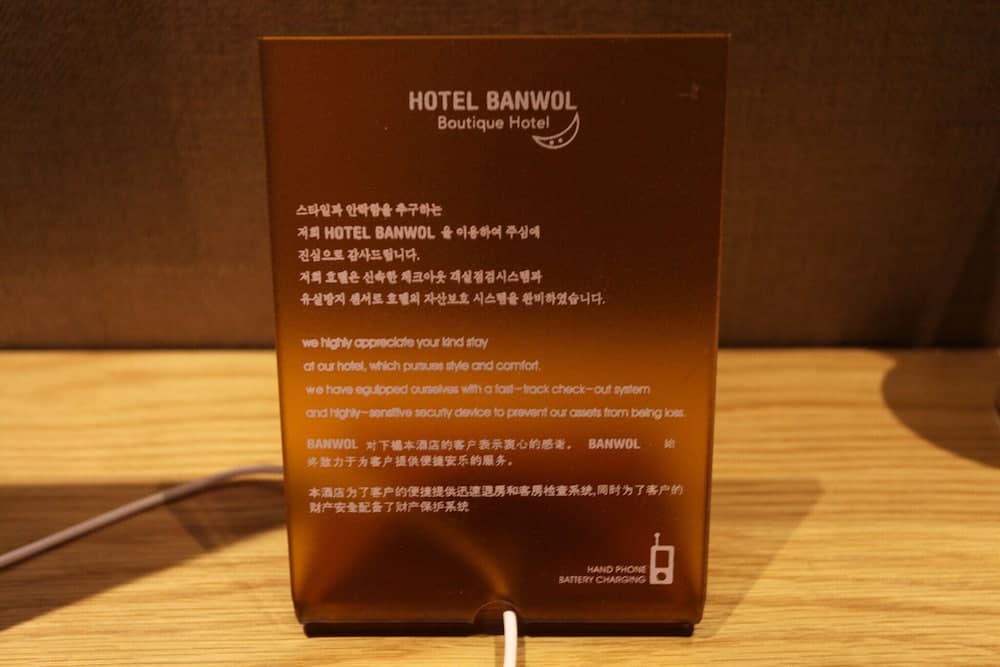 HOTEL BANWOL
Boutique Hotel
스타일과 안락함을 추구하는
저희 HOTEL BANWOL 을 이용하여 주심에
진심으로 감사드립니다.
저희 호텔은 신속한 체크아웃 객실점검시스템과
유실방지 센서로 호텔의 자산보호 시스템을 완비하였습니다.
we highly appreciate your kind stay
at our hotel, which pursues style and comfort.
we have eguipped ourselves with a fast-track check-out system
and highly-sensitive securty device to prevent our assets from being loss.
BANWOL 对下榻本酒店的客户表示衷心的感谢。 BANWOL 始
终致力于为客户提供便捷安乐的服务。
本酒店为了客户的便捷提供迅速退房和客房检查系统,同时为了客户的
财产安全配备了财产保护系统
HAND PHONE
BATTERY CHARGING